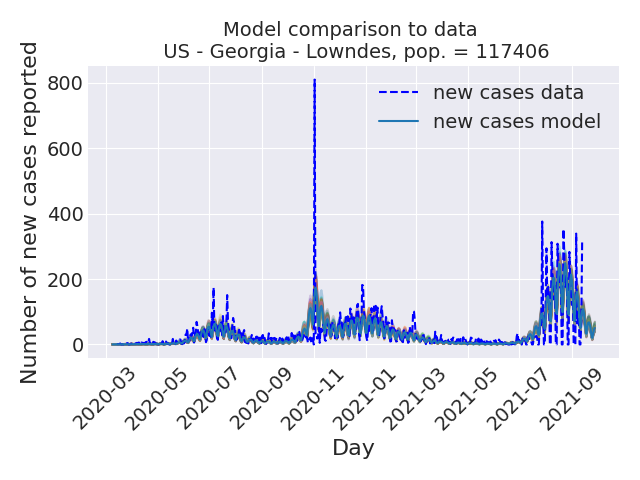 Model comparison to data
US - Georgia - Lowndes, pop. = 117406
Number of new cases reported
800
600
400
200
0
new cases data
new cases model
2020-03
2020-05
2020-07
2020-09
2020-11
2021-01
2021-03
2021-05
2021-07
2021-09
Day